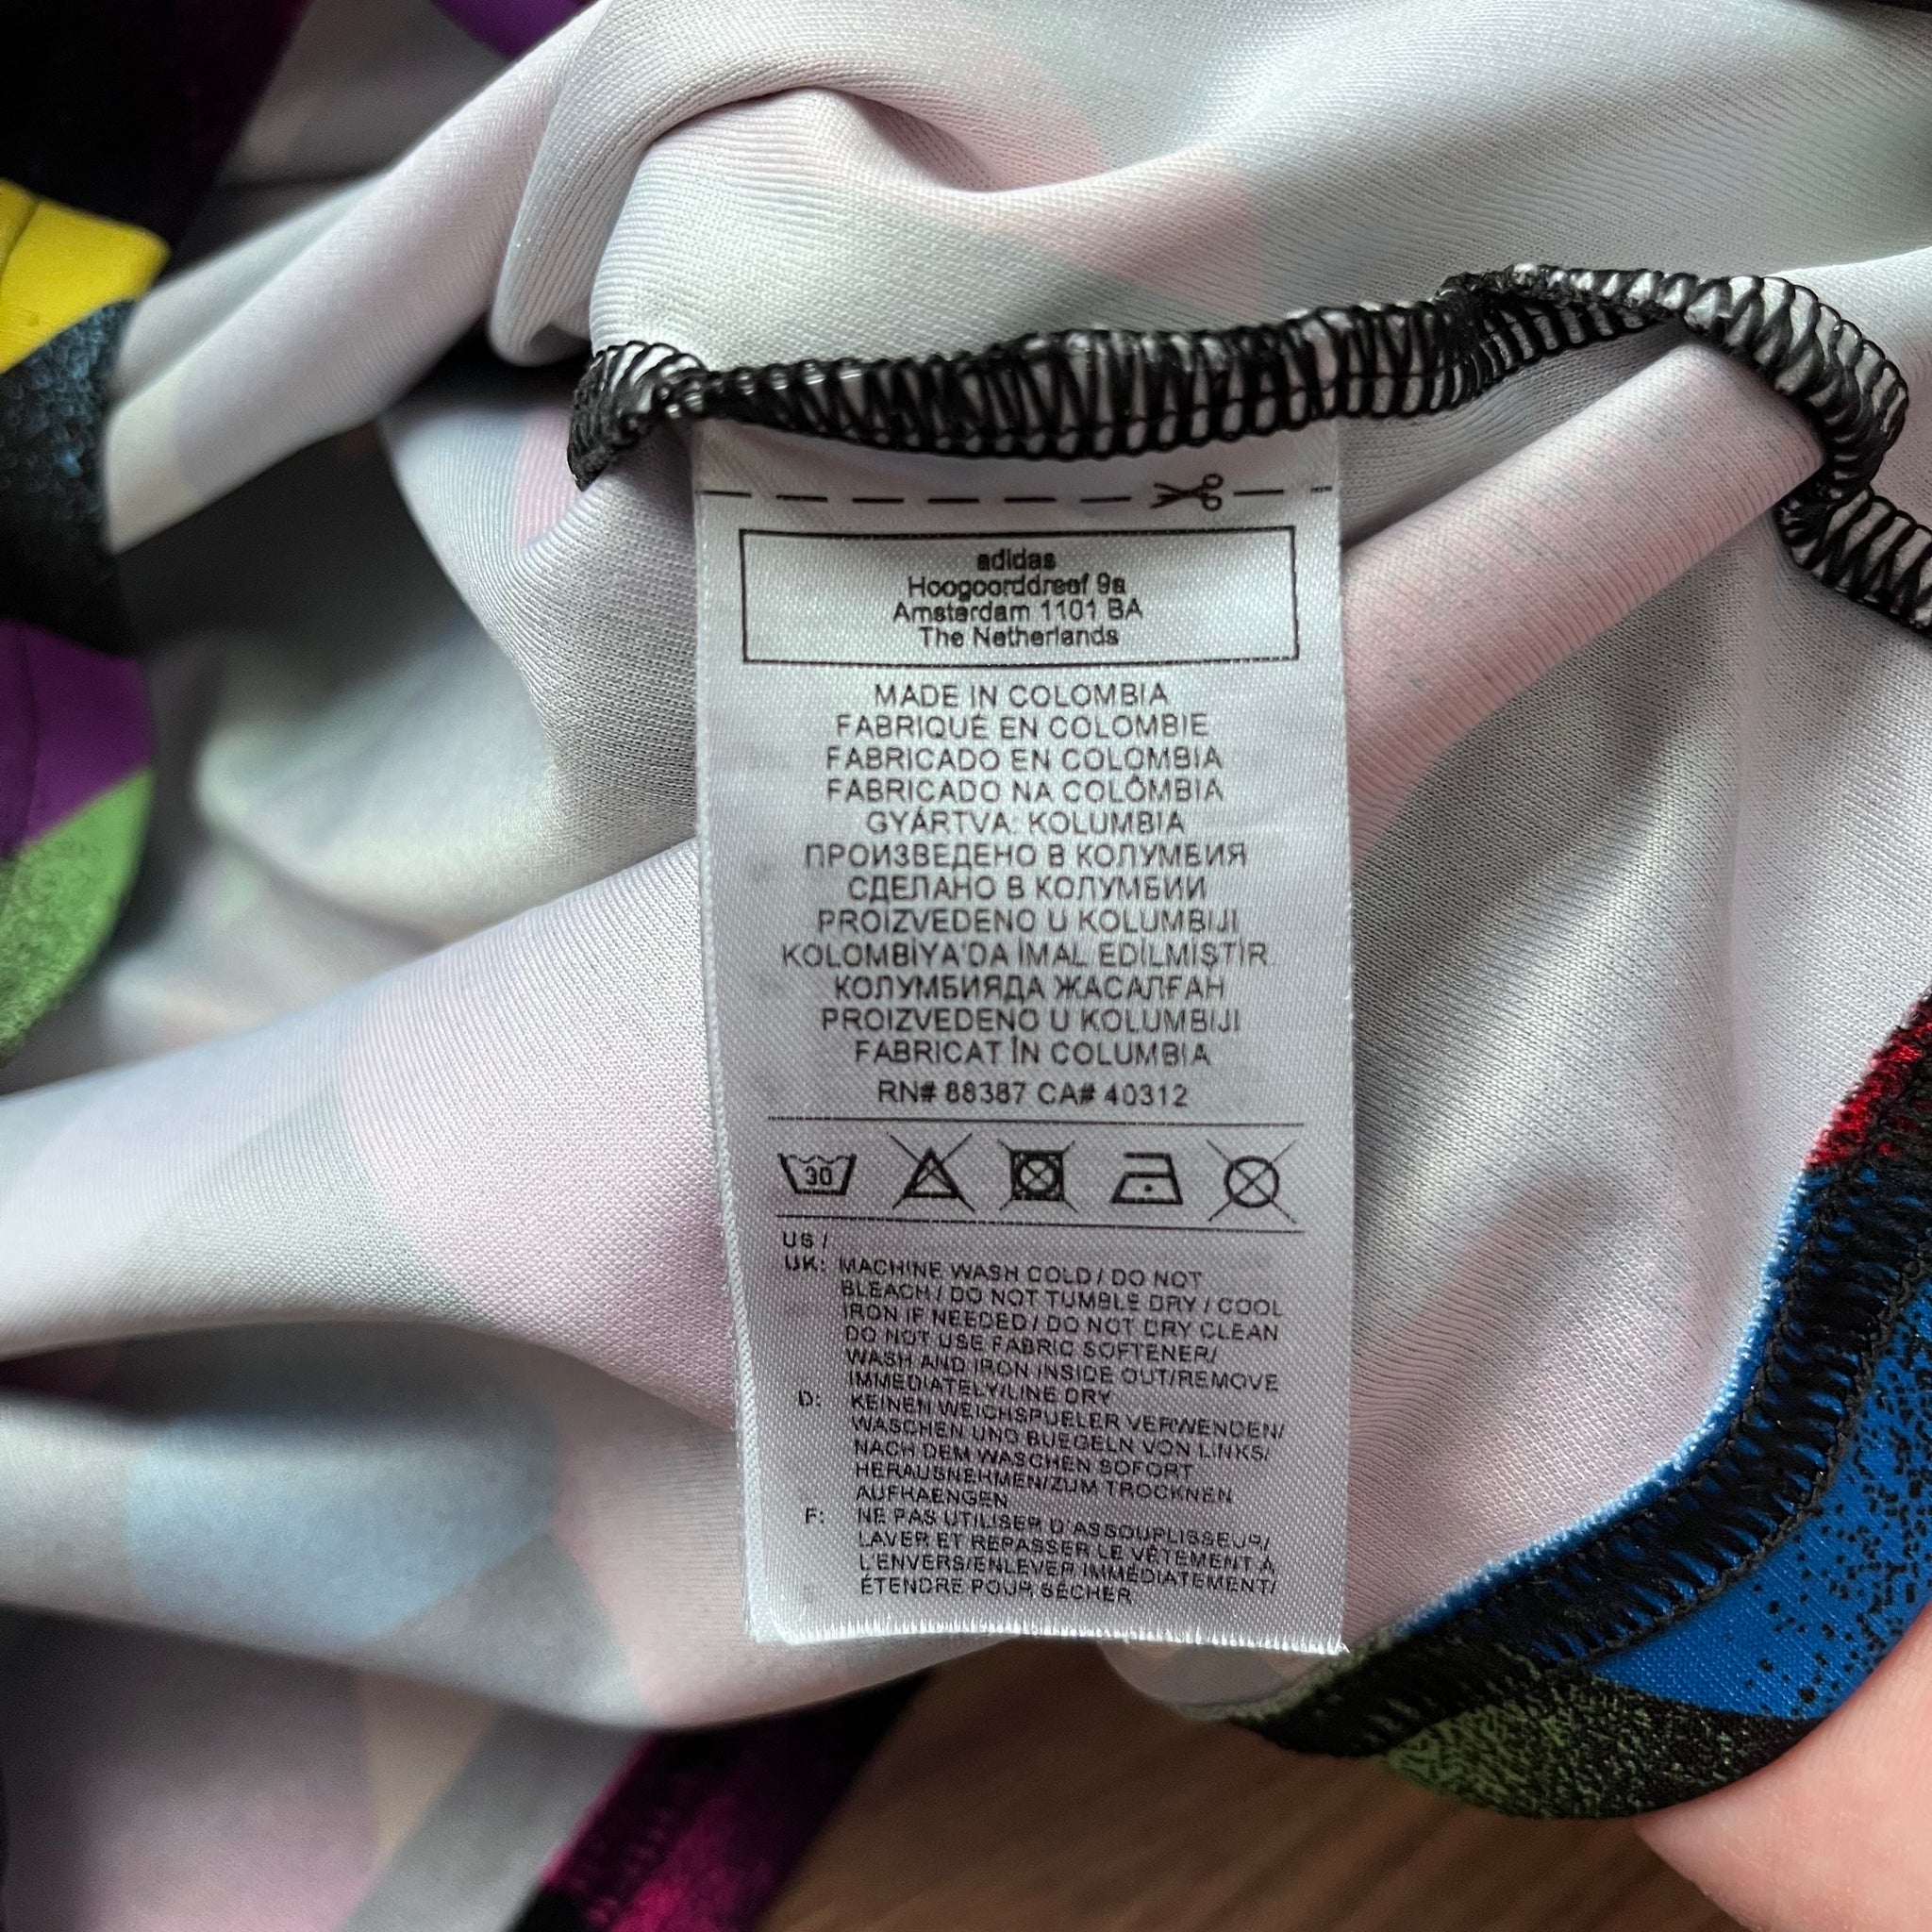 adidas
Hoogoorddreef 9a
Amsterdam 1101 BA
The Netherlands
MADE IN COLOMBIA
FABRIQUÉ EN COLOMBIE
FABRICADO EN COLOMBIA
FABRICADO NA COLÔMBIA
GYÁRTVA: KOLUMBIA
ПРОИЗВЕДЕНО В КОЛУМБИЯ
СДЕЛАНО В КОЛУМБИИ
PROIZVEDENO U KOLUMBIJI
KOLOMBİYA'DA İMAL EDİLMİŞTİR
КОЛУМБИЯДА ЖАСАЛҒАН
PROIZVEDENO U KOLUMBIJI
FABRICAT ÎN COLUMBIA
RN# 88387 CA# 40312
30
US /
UK: MACHINE WASH COLD / DO NOT
BLEACH / DO NOT TUMBLE DRY / COOL
IRON IF NEEDED / DO NOT DRY CLEAN
DO NOT USE FABRIC SOFTENER/
WASH AND IRON INSIDE OUT/REMOVE
IMMEDIATELY/LINE DRY
D: KEINEN WEICHSPUELER VERWENDEN/
WASCHEN UND BUEGELN VON LINKS/
NACH DEM WASCHEN SOFORT
HERAUSNEHMEN/ZUM TROCKNEN
AUFHAENGEN
F: NE PAS UTILISER D'ASSOUPLISSEUR/
LAVER ET REPASSER LE VÊTEMENT À
L'ENVERS/ENLEVER IMMÉDIATEMENT/
ÉTENDRE POUR SÉCHER